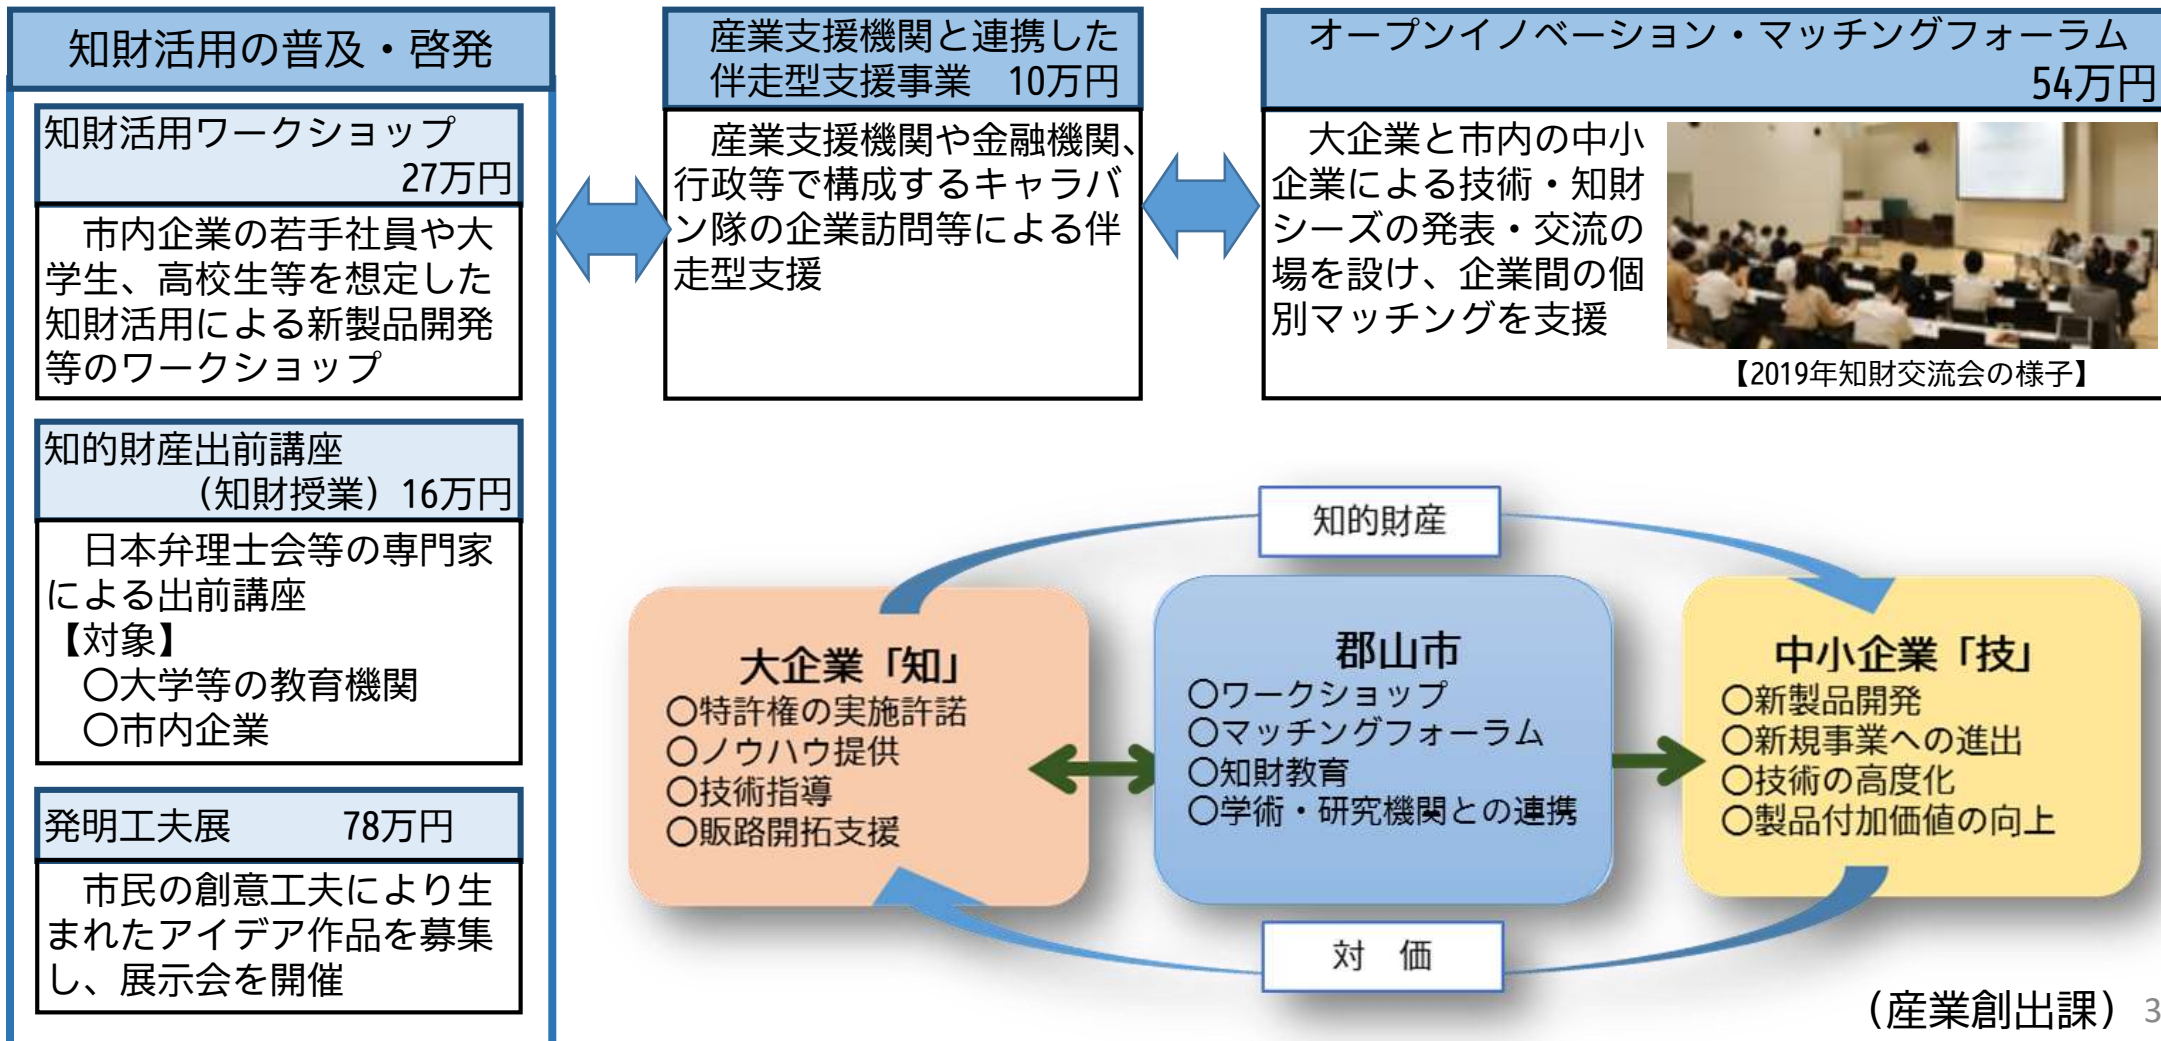 知財活用の普及・啓発
知財活用ワークショップ
27万円
市内企業の若手社員や大
学生、高校生等を想定した
知財活用による新製品開発
等のワークショップ
知的財産出前講座
（知財授業）16万円
日本弁理士会等の専門家
による出前講座
【対象】
〇大学等の教育機関
〇市内企業
発明工夫展 78万円
市民の創意工夫により生
まれたアイデア作品を募集
し、展示会を開催
産業支援機関と連携した
伴走型支援事業 10万円
産業支援機関や金融機関、
行政等で構成するキャラバ
ン隊の企業訪問等による伴
走型支援
オープンイノベーション・マッチングフォーラム
54万円
大企業と市内の中小
企業による技術・知財
シーズの発表・交流の
場を設け、企業間の個
別マッチングを支援
【2019年知財交流会の様子】
知的財産
大企業「知」
〇特許権の実施許諾
〇ノウハウ提供
〇技術指導
〇販路開拓支援
郡山市
〇ワークショップ
〇マッチングフォーラム
〇知財教育
〇学術・研究機関との連携
中小企業「技」
〇新製品開発
〇新規事業への進出
〇技術の高度化
〇製品付加価値の向上
対 価
（産業創出課） 3